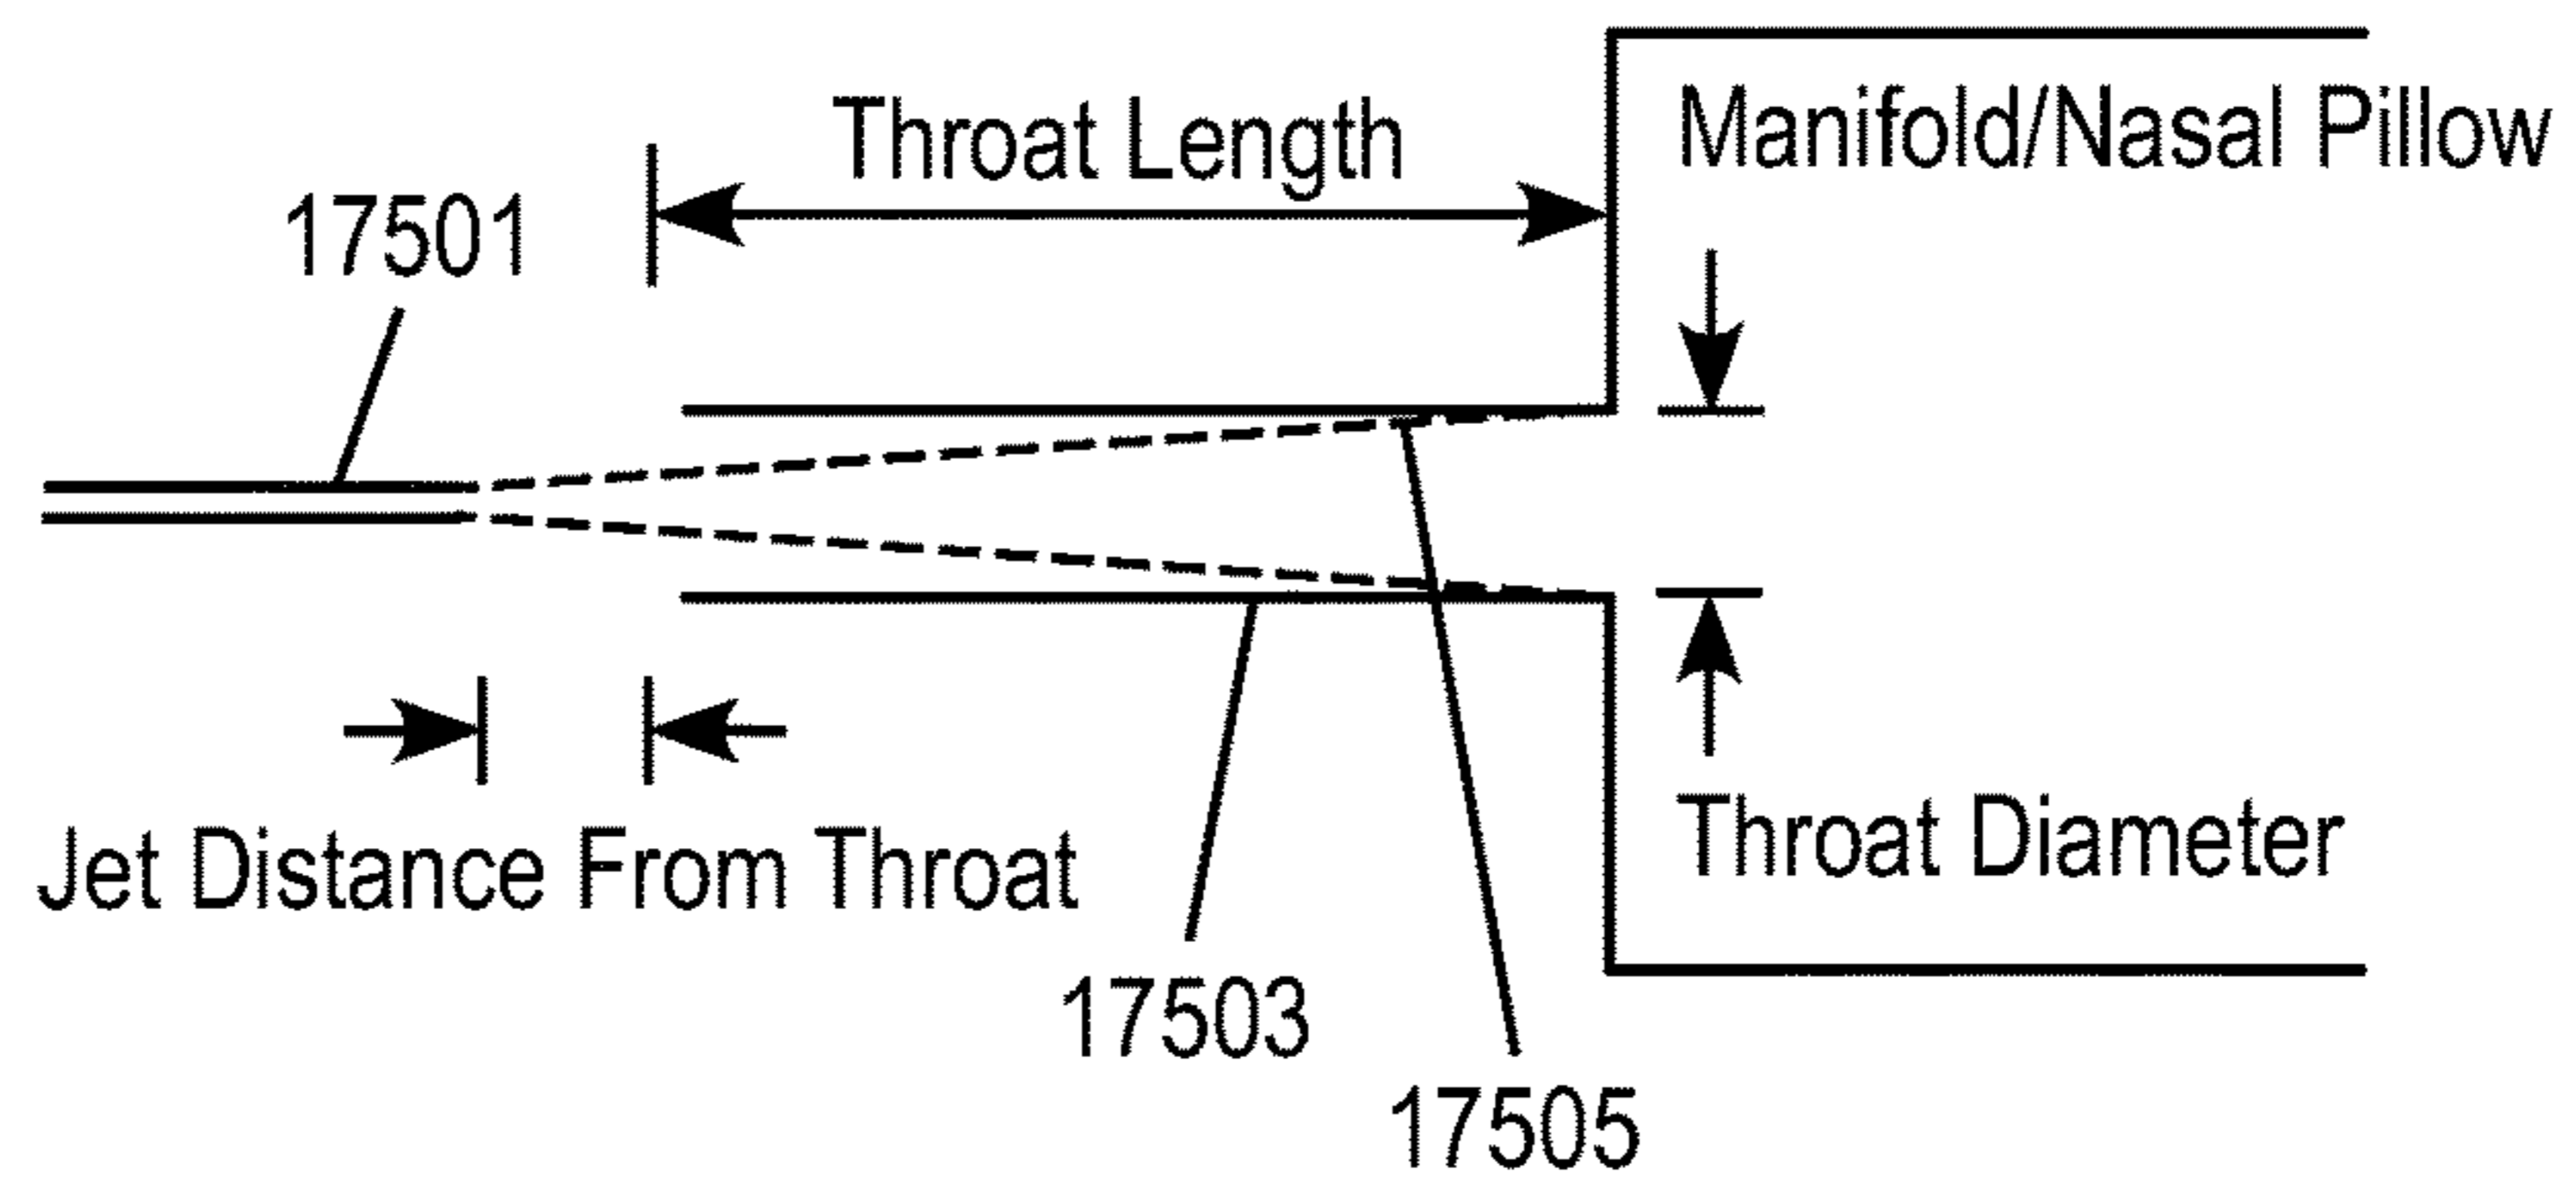 Throat Length
Manifold/Nasal Pillow
17501
Jet Distance From Throat
Throat Diameter
17503
17505